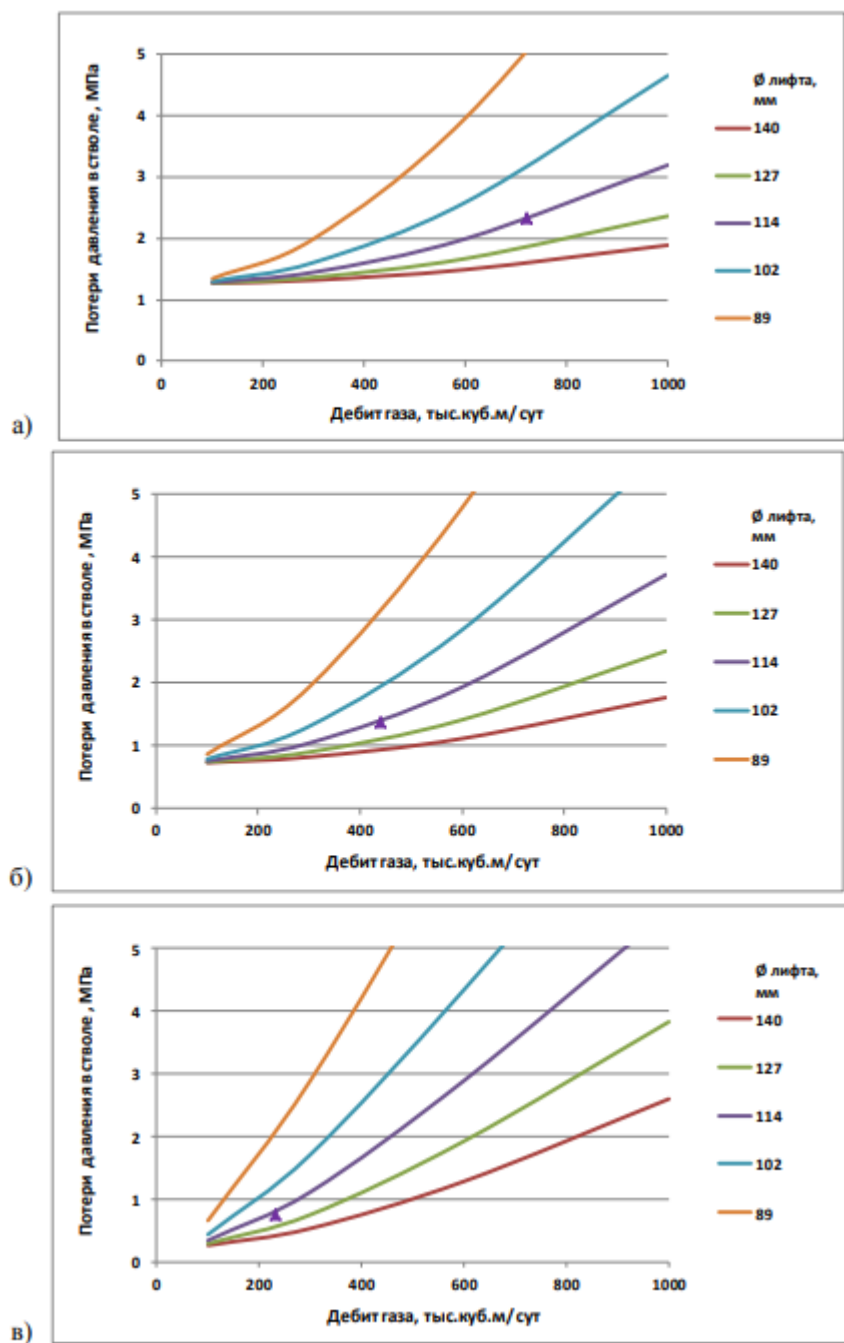 5
4
3
2
1
0
Потери давления в стволе , МПа
0 200 400 600 800 1000
Дебит газа, тыс.куб.м/ сут
Ø лифта,
мм
140
127
114
102
89
а)
5
4
3
2
1
0
Потери давления в стволе , МПа
0 200 400 600 800 1000
Дебит газа, тыс.куб.м/ сут
Ø лифта,
мм
140
127
114
102
89
б)
5
4
3
2
1
0
Потери давления в стволе , МПа
0 200 400 600 800 1000
Дебит газа, тыс.куб.м/ сут
Ø лифта,
мм
140
127
114
102
89
в)